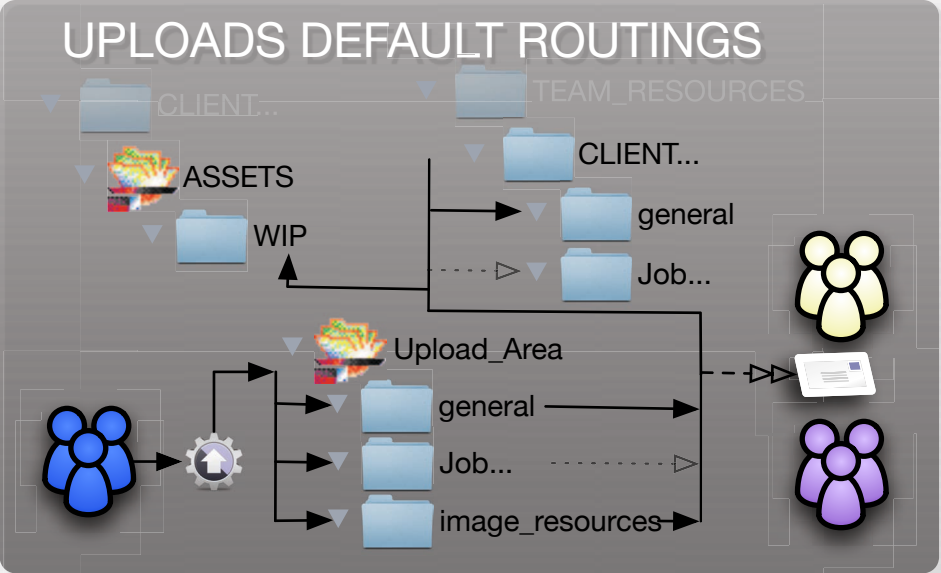 UPLOADS DEFAULT ROUTINGS
CLIENT...
TEAM_RESOURCES
ASSETS
CLIENT...
WIP
general
Job...
Upload_Area
general
Job...
image_resources